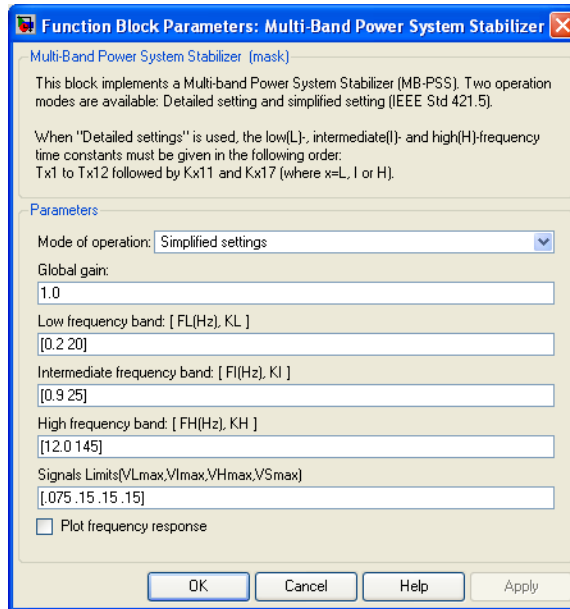 Function Block Parameters: Multi-Band Power System Stabilizer
Multi-Band Power System Stabilizer (mask)
This block implements a Multi-band Power System Stabilizer (MB-PSS). Two operation
modes are available: Detailed setting and simplified setting (IEEE Std 421.5).
When "Detailed settings" is used, the low(L)-, intermediate(I)- and high(H)-frequency
time constants must be given in the following order:
Tx1 to Tx12 followed by Kx11 and Kx17 (where x=L, I or H).
Parameters
Mode of operation: Simplified settings
Global gain:
1.0
Low frequency band: [ FL(Hz), KL ]
[0.2 20]
Intermediate frequency band: [ FI(Hz), KI ]
[0.9 25]
High frequency band: [ FH(Hz), KH ]
[12.0 145]
Signals Limits(VLmax,VImax,VHmax,VSmax)
[.075 .15 .15 .15]
Plot frequency response
OK Cancel Help Apply